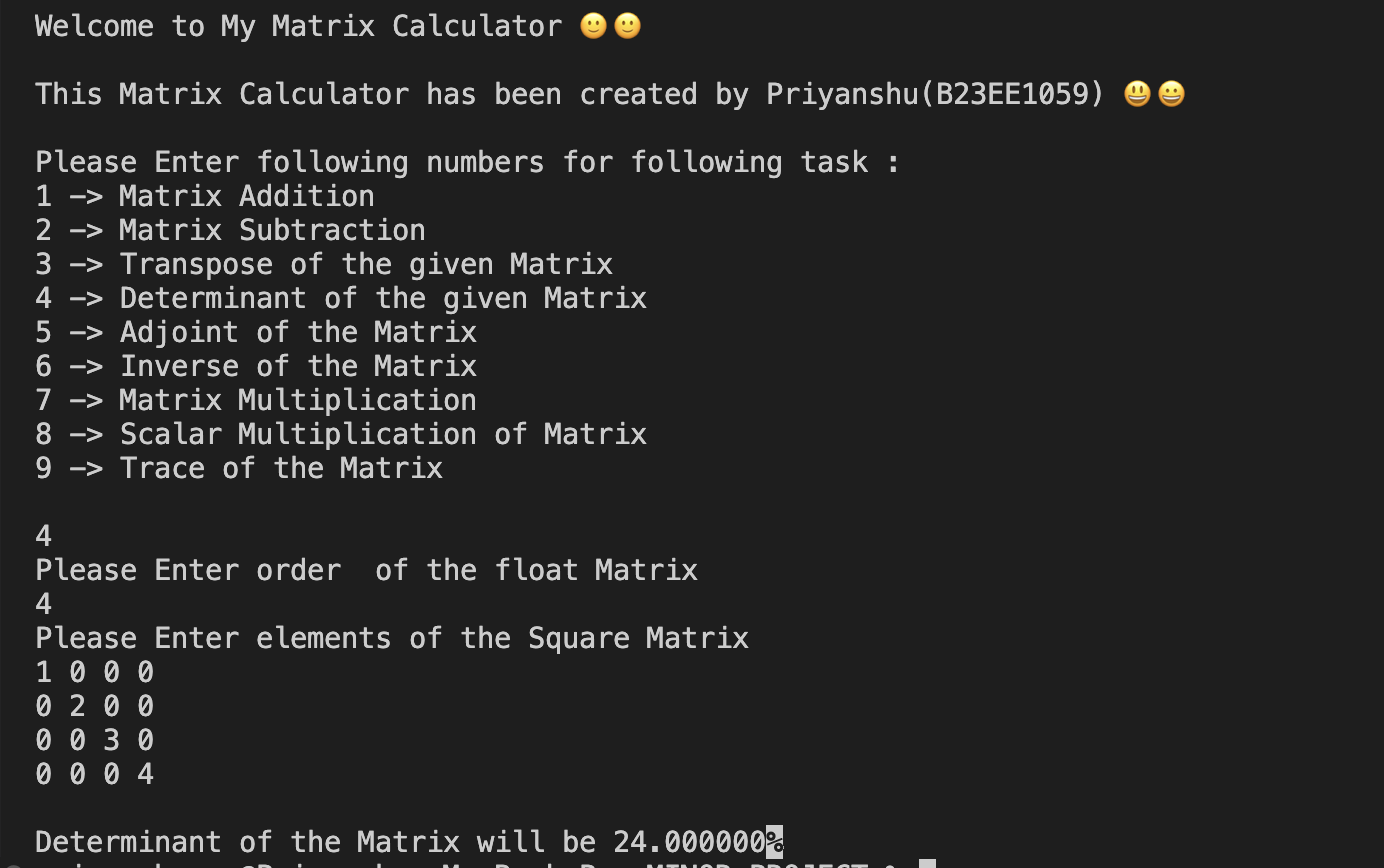 Welcome to My Matrix Calculator 🙂🙂
This Matrix Calculator has been created by Priyanshu(B23EE1059) 😃😀
Please Enter following numbers for following task :
1 -> Matrix Addition
2 -> Matrix Subtraction
3 -> Transpose of the given Matrix
4 -> Determinant of the given Matrix
5 -> Adjoint of the Matrix
6 -> Inverse of the Matrix
7 -> Matrix Multiplication
8 -> Scalar Multiplication of Matrix
9 -> Trace of the Matrix
4
Please Enter order  of the float Matrix
4
Please Enter elements of the Square Matrix
1 0 0 0
0 2 0 0
0 0 3 0
0 0 0 4
Determinant of the Matrix will be 24.000000%